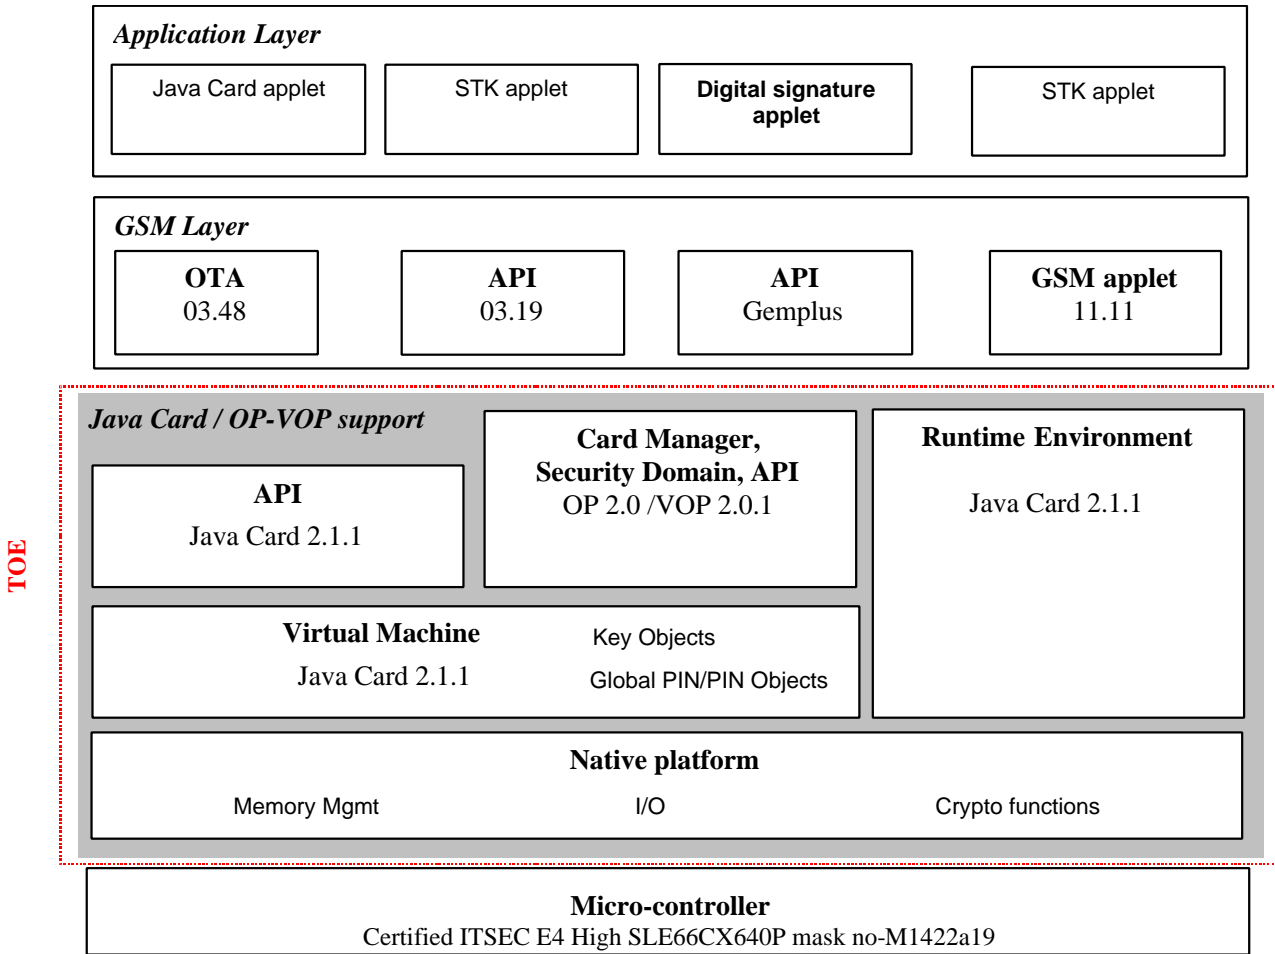 Application Layer
Java Card applet
STK applet
Digital signature
applet
STK applet
GSM Layer
OTA
03.48
API
03.19
API
Gemplus
GSM applet
11.11
TOE
Java Card / OP-VOP support
API
Java Card 2.1.1
Card Manager,
Security Domain, API
OP 2.0 /VOP 2.0.1
Runtime Environment
Java Card 2.1.1
Virtual Machine
Java Card 2.1.1
Key Objects
Global PIN/PIN Objects
Native platform
Memory Mgmt
I/O
Crypto functions
Micro-controller
Certified ITSEC E4 High SLE66CX640P mask no-M1422a19